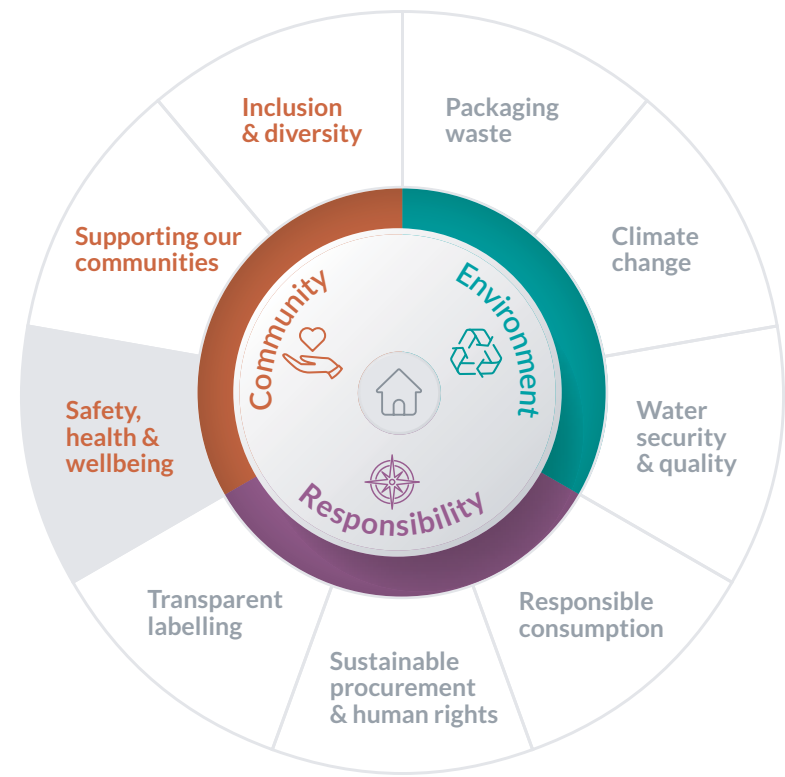 Inclusion
& diversity
Packaging
waste
Supporting our
communities
Climate
change
Community
Environment
Safety,
health &
wellbeing
Water
security
& quality
Responsibility
Transparent
labelling
Responsible
consumption
Sustainable
procurement
& human rights